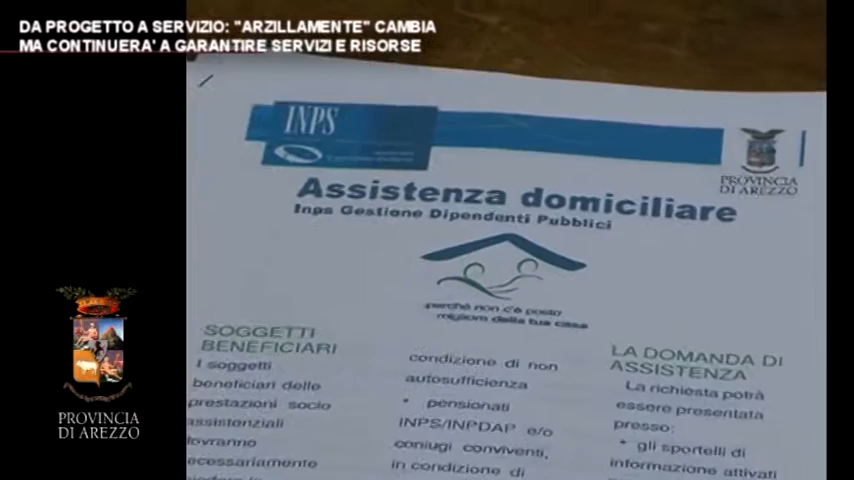 DA PROGETTO A SERVIZIO: "ARZILLAMENTE" CAMBIA
MA CONTINUERA' A GARANTIRE SERVIZI E RISORSE
INPS
PROVINCIA
DI AREZZO
Assistenza domiciliare
Inps Gestione Dipendenti Pubblici
perché non c'è posto
migliore della tua casa
SOGGETTI
BENEFICIARI
I soggetti
beneficiari delle
prestazioni socio
assistenziali
dovranno
necessariamente
condizione di non
autosufficienza
* pensionati
INPS/INPDAP e/o
coniugi conviventi,
in condizione di
LA DOMANDA DI
ASSISTENZA
La richiesta potrà
essere presentata
presso:
* gli sportelli di
informazione attivati
PROVINCIA
DI AREZZO